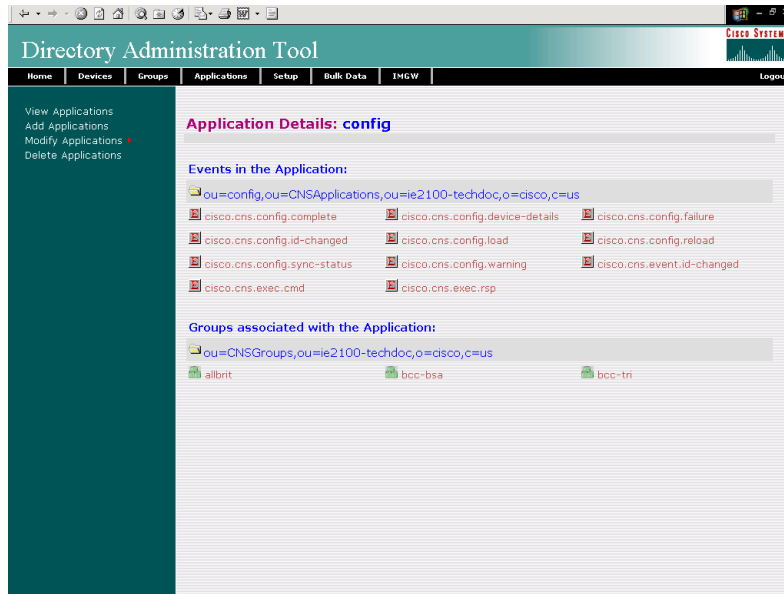 CISCO SYSTEM
Directory Administration Tool
Home Devices Groups Applications Setup Bulk Data IMGW Logou
View Applications
Add Applications
Modify Applications
Delete Applications
Application Details: config
Events in the Application:
ou=config,ou=CNSApplications,ou=ie2100-techdoc,o=cisco,c=us
cisco.cns.config.complete cisco.cns.config.device-details cisco.cns.config.failure
cisco.cns.config.id-changed cisco.cns.config.load cisco.cns.config.reload
cisco.cns.config.sync-status cisco.cns.config.warning cisco.cns.event.id-changed
cisco.cns.exec.cmd cisco.cns.exec.rsp
Groups associated with the Application:
ou=CNSGroups,ou=ie2100-techdoc,o=cisco,c=us
allbrit bcc-bsa bcc-tri